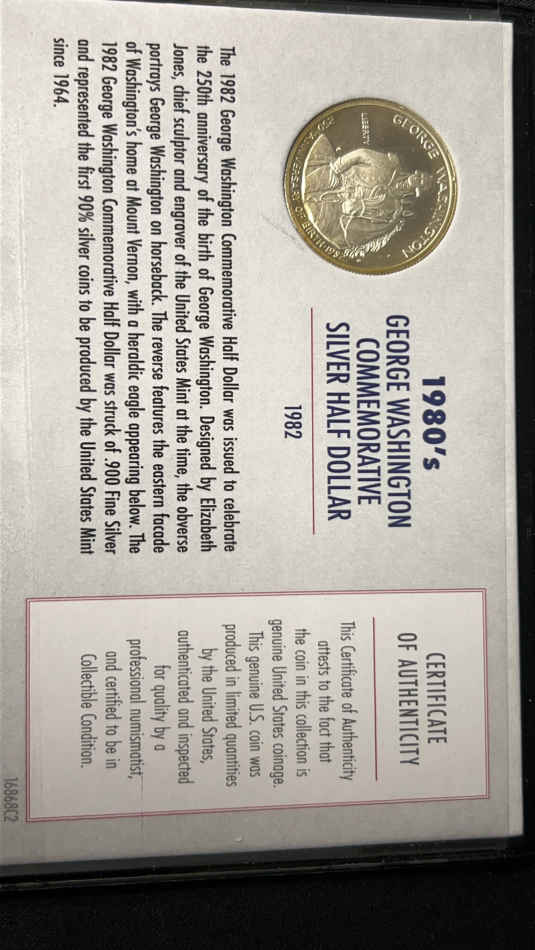 GEORGE WASHINGTON
LIBERTY
1980's
GEORGE WASHINGTON
COMMEMORATIVE
SILVER HALF DOLLAR
1982
The 1982 George Washington Commemorative Half Dollar was issued to celebrate
the 250th anniversary of the birth of George Washington. Designed by Elizabeth
Jones, chief sculptor and engraver of the United States Mint at the time, the obverse
portrays George Washington on horseback. The reverse features the eastern facade
of Washington's home at Mount Vernon, with a heraldic eagle appearing below. The
1982 George Washington Commemorative Half Dollar was struck of .900 Fine Silver
and represented the first 90% silver coins to be produced by the United States Mint
since 1964.
CERTIFICATE
OF AUTHENTICITY
This Certificate of Authenticity
attests to the fact that
the coin in this collection is
genuine United States coinage.
This genuine U.S. coin was
produced in limited quantities
by the United States,
authenticated and inspected
for quality by a
professional numismatist,
and certified to be in
Collectible Condition.
16868C2